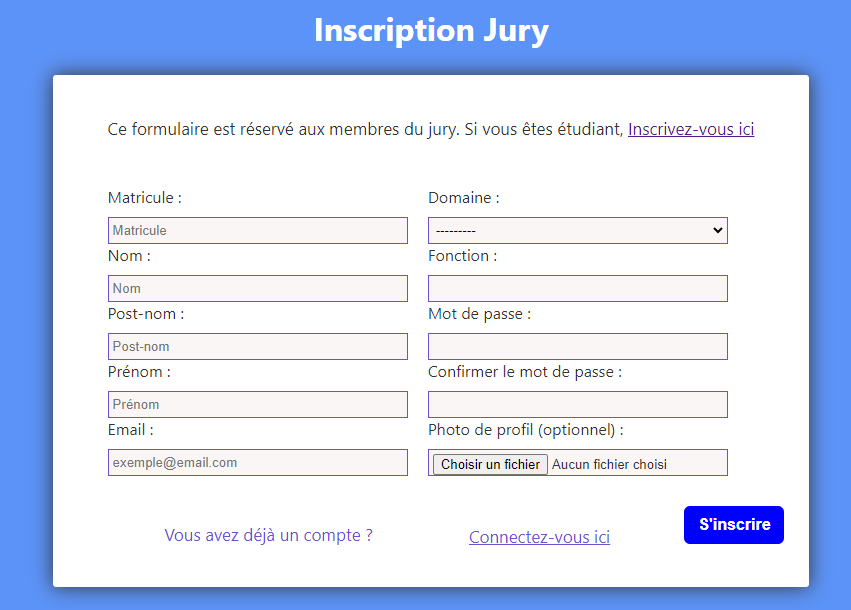 Inscription Jury
Ce formulaire est réservé aux membres du jury. Si vous êtes étudiant, Inscrivez-vous ici
Matricule :
Matricule
Nom :
Nom
Post-nom :
Post-nom
Prénom :
Prénom
Email :
exemple@email.com
Domaine :
---------
Fonction :
Mot de passe :
Confirmer le mot de passe :
Photo de profil (optionnel) :
Choisir un fichier Aucun fichier choisi
Vous avez déjà un compte ? Connectez-vous ici
S'inscrire